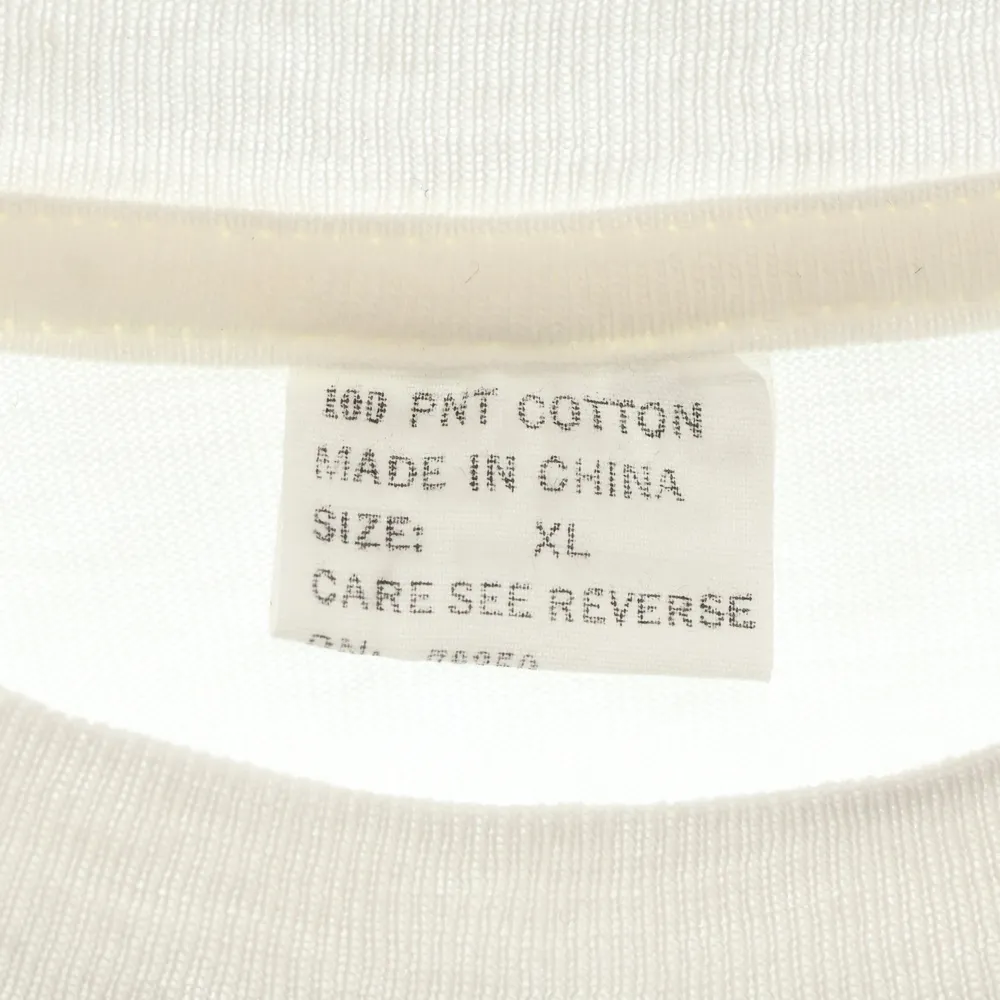 100 PNT COTTON
MADE IN CHINA
SIZE: XL
CARE SEE REVERSE